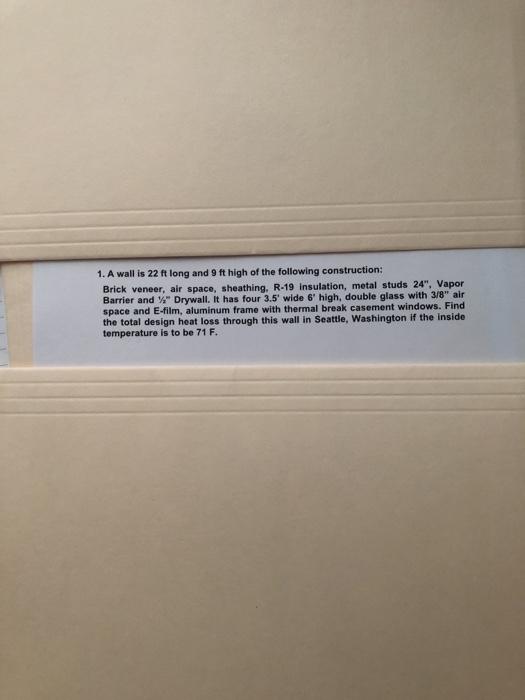 1. A wall is 22 ft long and 9 ft high of the following construction:
Brick veneer, air space, sheathing, R-19 insulation, metal studs 24", Vapor
Barrier and ½" Drywall. It has four 3.5' wide 6' high, double glass with 3/8" air
space and E-film, aluminum frame with thermal break casement windows. Find
the total design heat loss through this wall in Seattle, Washington if the inside
temperature is to be 71 F.